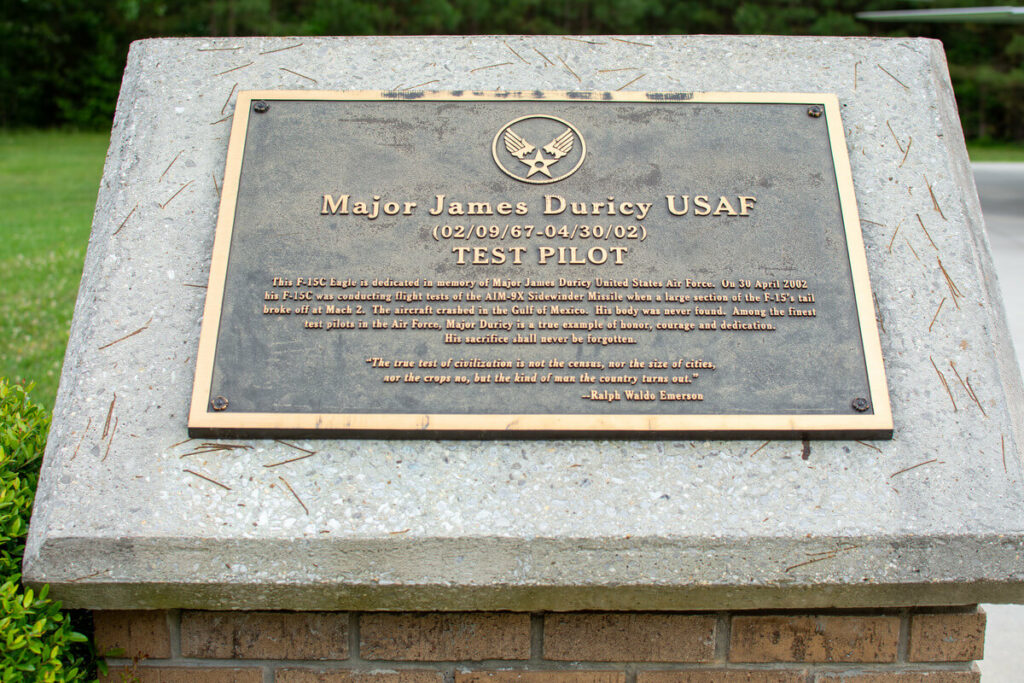 Major James Duricy USAF
(02/09/67-04/30/02)
TEST PILOT
This F-15C Eagle is dedicated in memory of Major James Duricy United States Air Force. On 30 April 2002
his F-15C was conducting flight tests of the AIM-9X Sidewinder Missile when a large section of the F-15's tail
broke off at Mach 2. The aircraft crashed in the Gulf of Mexico. His body was never found. Among the finest
test pilots in the Air Force, Major Duricy is a true example of honor, courage and dedication.
His sacrifice shall never be forgotten.
"The true test of civilization is not the census, nor the size of cities,
nor the crops no, but the kind of man the country turns out."
—Ralph Waldo Emerson